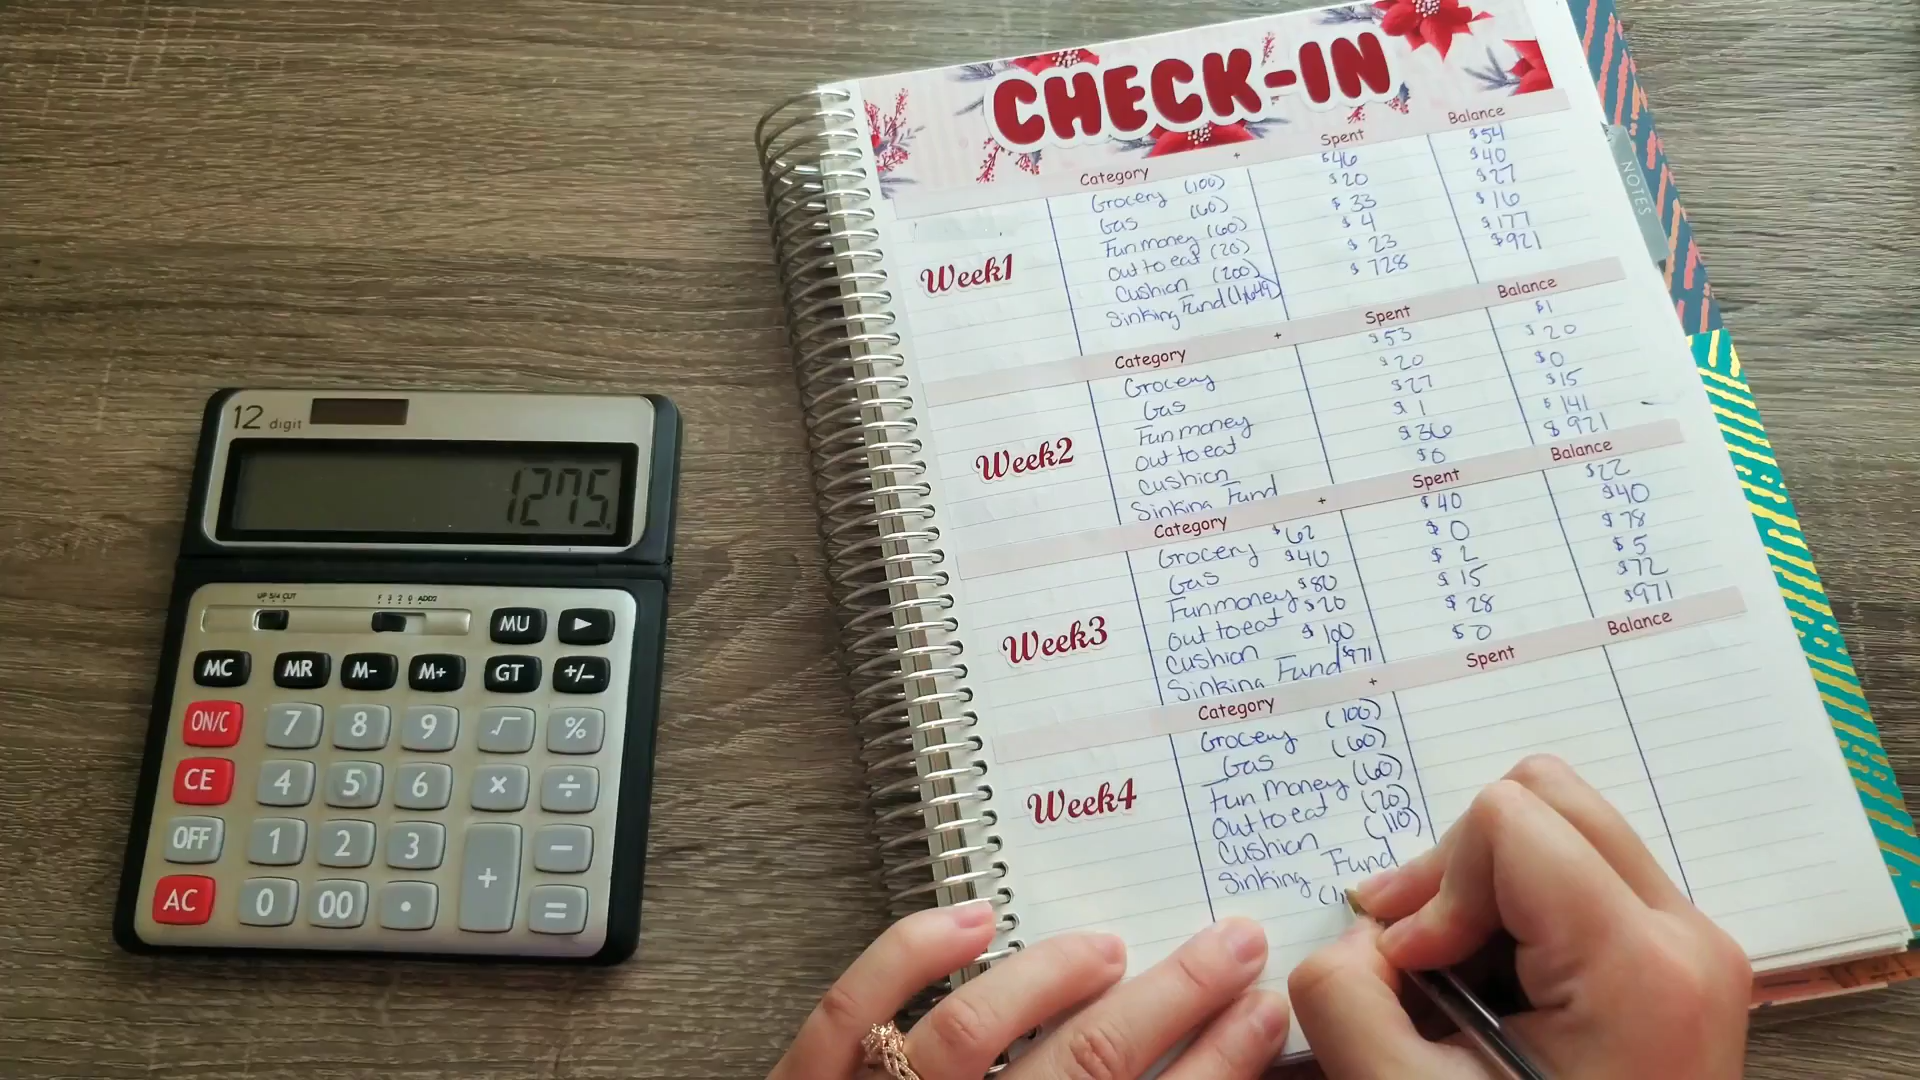 CHECK-IN
Category + Spent Balance
Week1
Grocery (100) $46 $54
Gas (60) $20 $40
Fun money (60) $33 $27
Out to eat (20) $4 $16
Cushion (200) $23 $177
Sinking Fund (1,649) $728 $921
Category + Spent Balance
Week2
Grocery $53 $1
Gas $20 $20
Fun money $27 $0
Out to eat $1 $15
Cushion $36 $141
Sinking Fund $0 $921
Category + Spent Balance
Week3
Grocery $62 $40 $22
Gas $40 $0 $40
Fun money $80 $2 $78
Out to eat $20 $15 $5
Cushion $100 $28 $72
Sinking Fund $971 $0 $971
Category + Spent Balance
Week4
Grocery (100)
Gas (60)
Fun Money (60)
Out to eat (20)
Cushion (110)
Sinking Fund
(1,
NOTES
12 digit
1275.
UP 5/4 CUT
F 3 2 0 ADD2
MU ►
MC MR M- M+ GT +/−
ON/C 7 8 9 √ %
CE 4 5 6 × ÷
OFF 1 2 3 + −
AC 0 00 • =